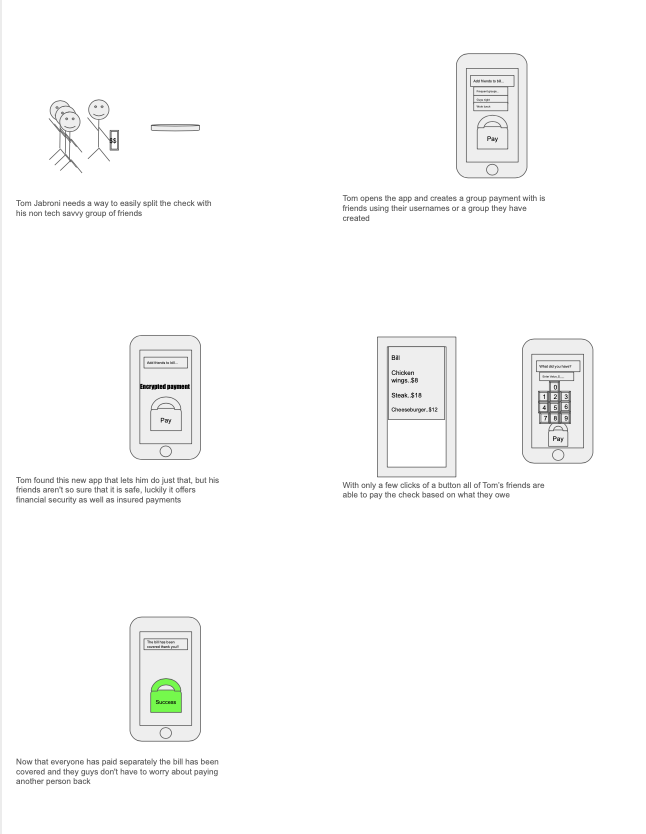 $$
Tom Jabroni needs a way to easily split the check with
his non tech savvy group of friends
Add friends to bill...
Pay
Tom opens the app and creates a group payment with is
friends using their usernames or a group they have
created
Add friends to bill...
Encrypted payment
Pay
Tom found this new app that lets him do just that, but his
friends aren't so sure that it is safe, luckily it offers
financial security as well as insured payments
Bill
Chicken
wings..$8
Steak..$18
Cheeseburger..$12
What did you have?
0
1 2 3
4 5 6
7 8 9
Pay
With only a few clicks of a button all of Tom's friends are
able to pay the check based on what they owe
The bill has been
covered thank you!!
Success
Now that everyone has paid separately the bill has been
covered and they guys don't have to worry about paying
another person back